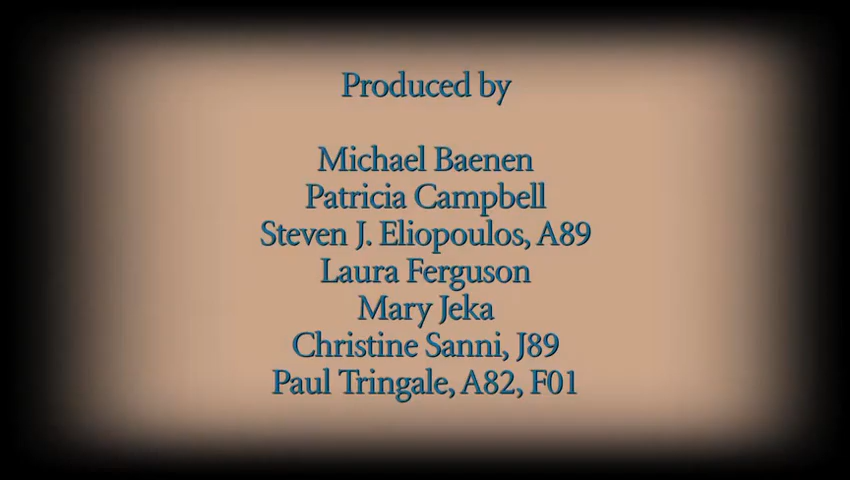 Produced by
Michael Baenen
Patricia Campbell
Steven J. Eliopoulos, A89
Laura Ferguson
Mary Jeka
Christine Sanni, J89
Paul Tringale, A82, F01